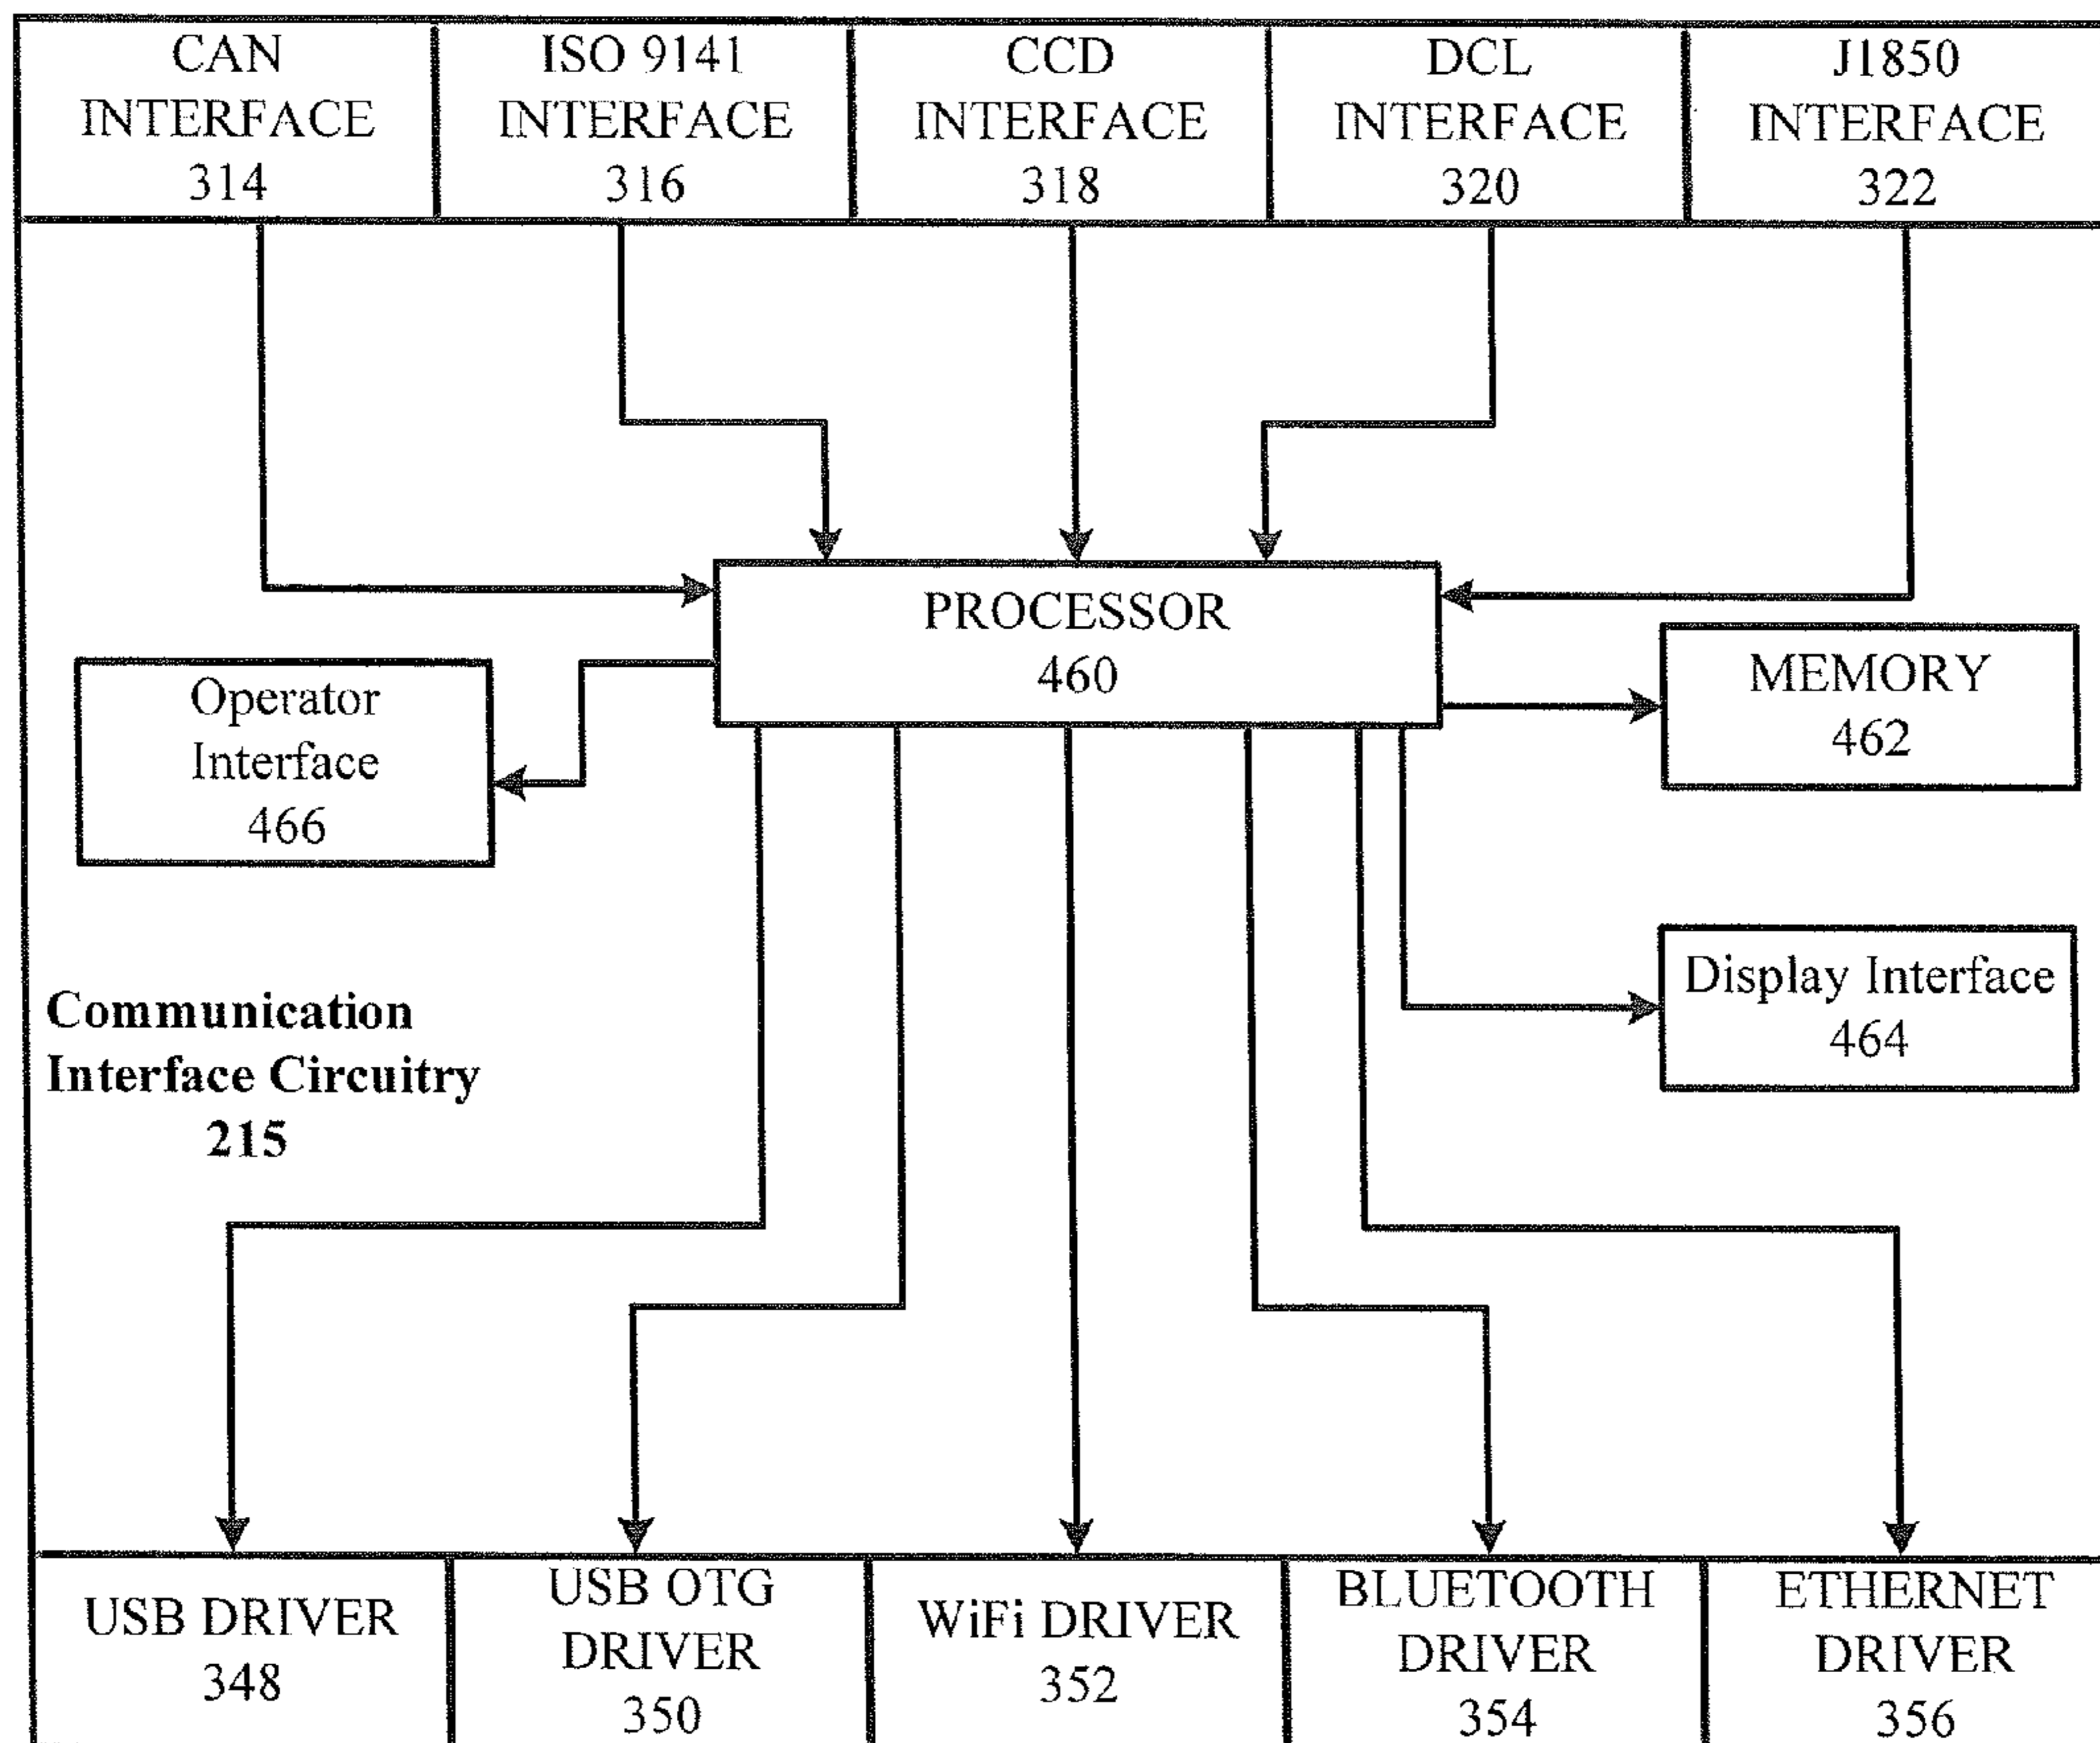 CAN
INTERFACE
314
ISO 9141
INTERFACE
316
CCD
INTERFACE
318
DCL
INTERFACE
320
J1850
INTERFACE
322
PROCESSOR
460
Operator
Interface
466
MEMORY
462
Display Interface
464
Communication
Interface Circuitry
215
USB DRIVER
348
USB OTG
DRIVER
350
WiFi DRIVER
352
BLUETOOTH
DRIVER
354
ETHERNET
DRIVER
356